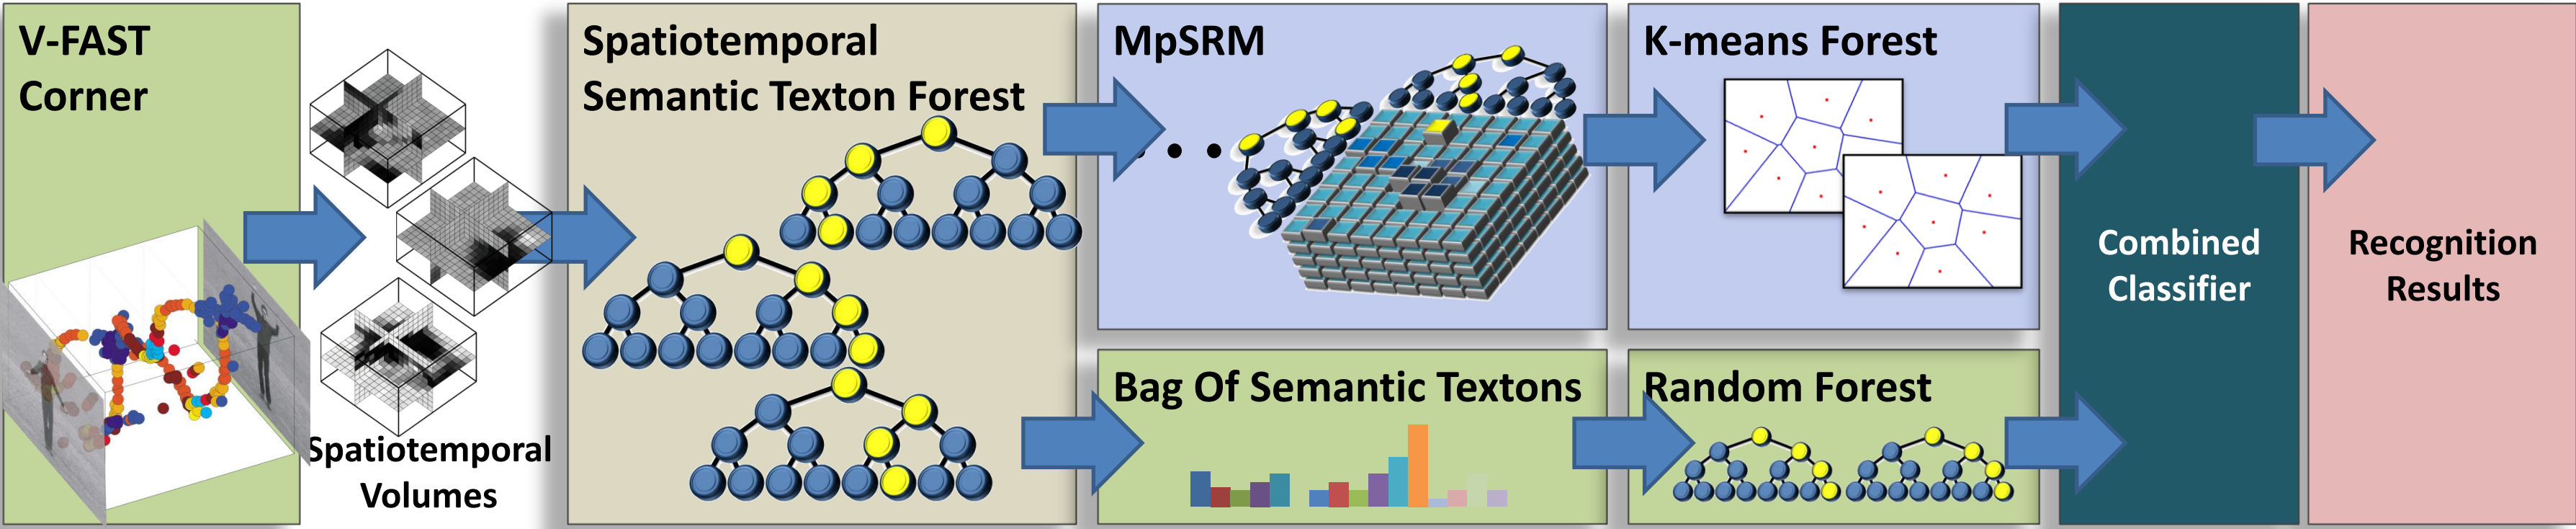 V-FAST
Corner
Spatiotemporal
Volumes
Spatiotemporal
Semantic Texton Forest
MpSRM
K-means Forest
Bag Of Semantic Textons
Random Forest
Combined
Classifier
Recognition
Results